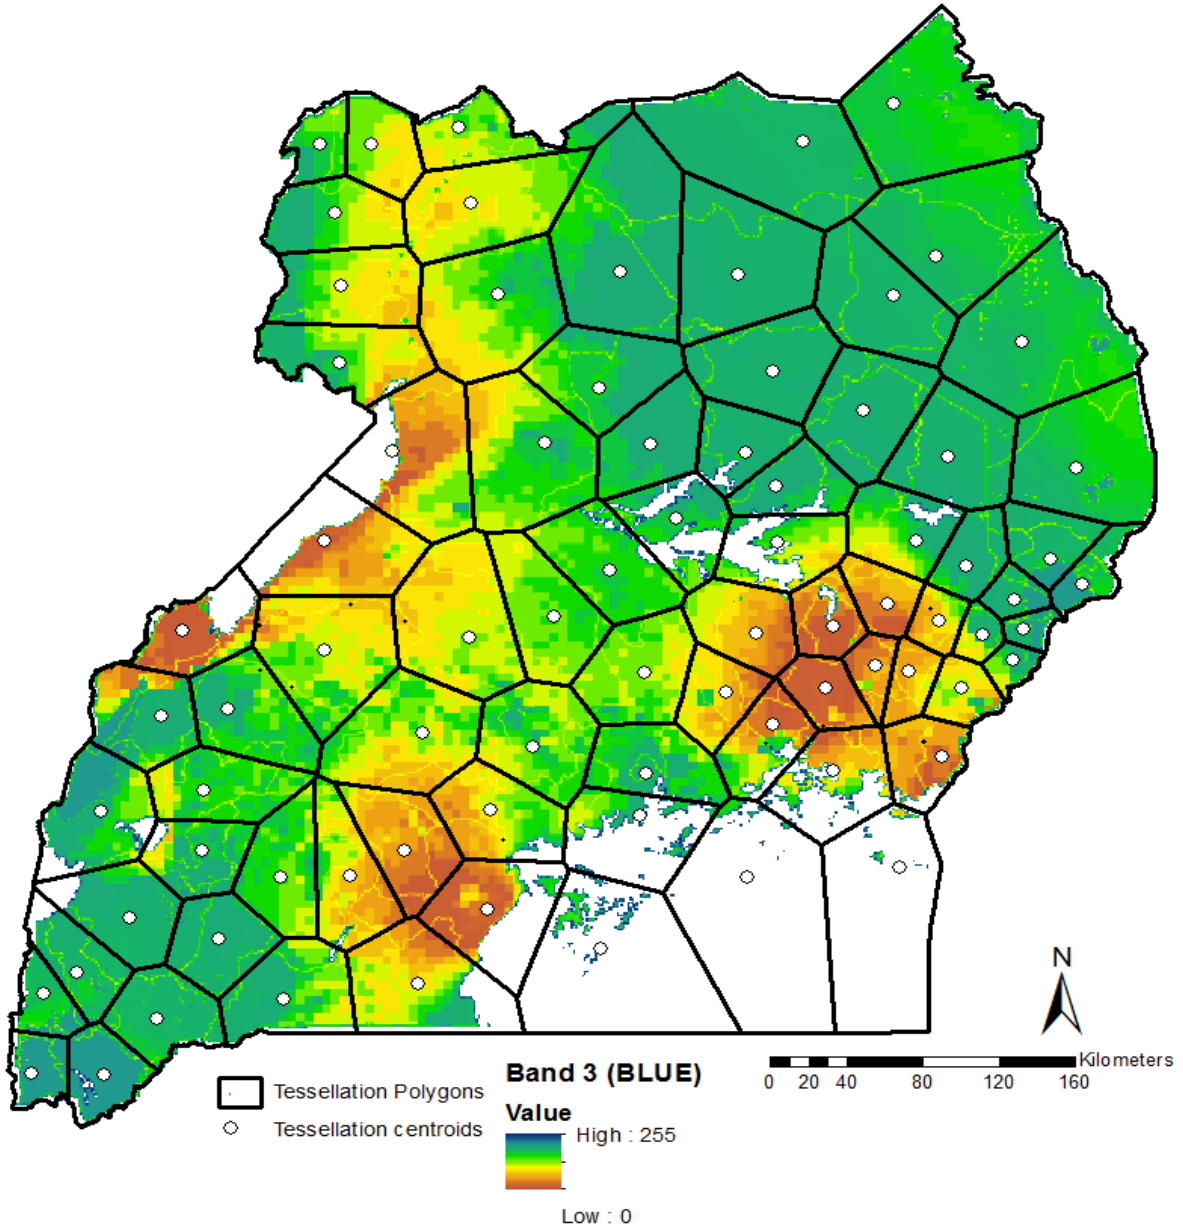 N
Kilometers
0 20 40 80 120 160
Tessellation Polygons
Tessellation centroids
Band 3 (BLUE)
Value
High : 255
Low : 0